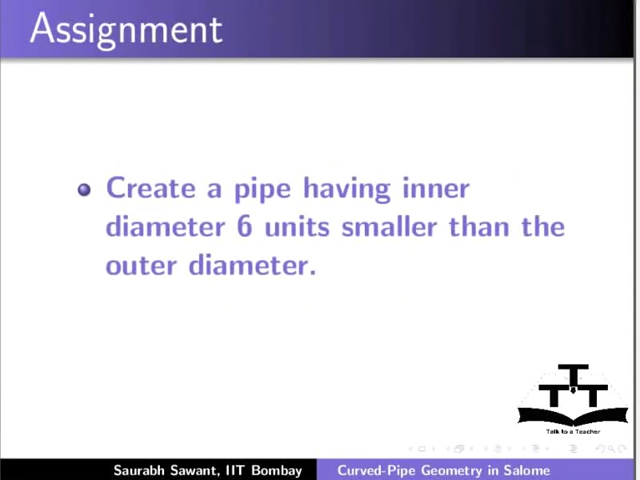 Assignment
Create a pipe having inner
diameter 6 units smaller than the
outer diameter.
T
T T
Talk to a Teacher
Saurabh Sawant, IIT Bombay Curved-Pipe Geometry in Salome